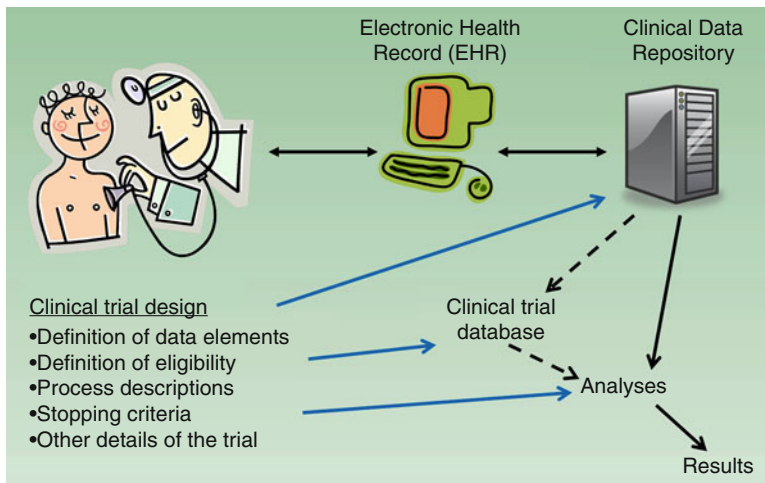 Electronic Health
Record (EHR)
Clinical Data
Repository
Clinical trial design
•Definition of data elements
•Definition of eligibility
•Process descriptions
•Stopping criteria
•Other details of the trial
Clinical trial
database
Analyses
Results